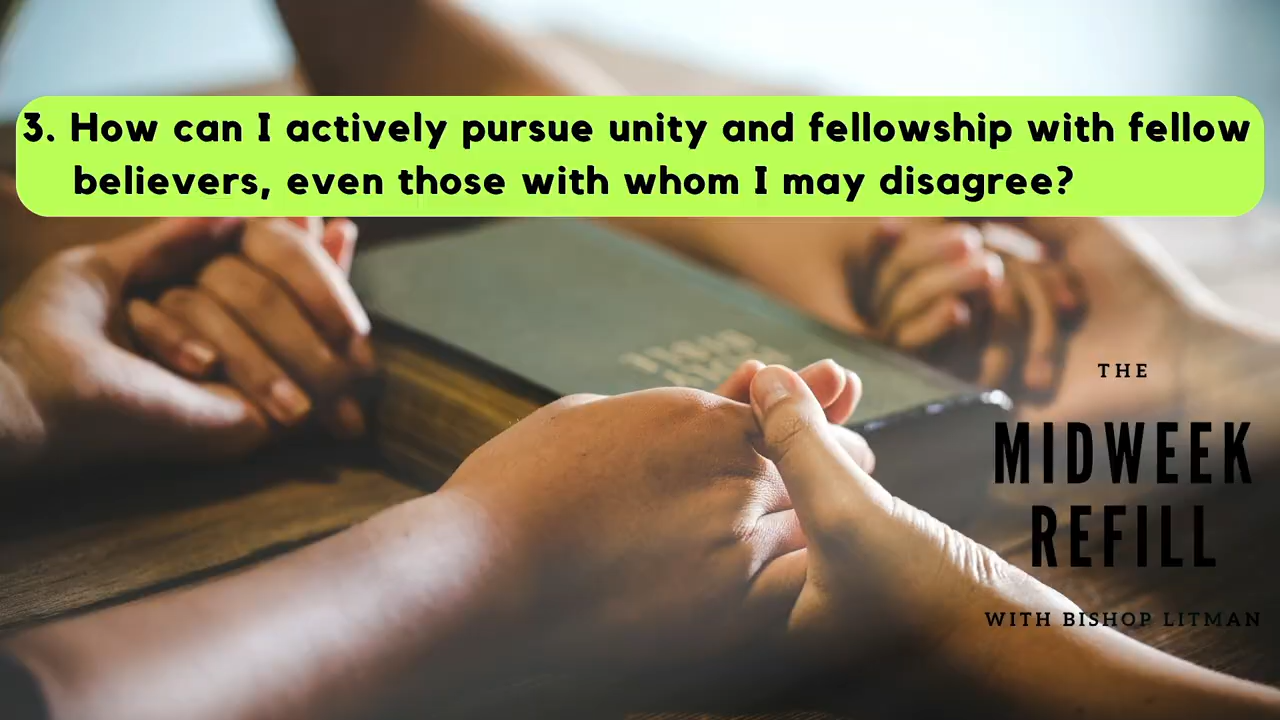 3. How can I actively pursue unity and fellowship with fellow
believers, even those with whom I may disagree?
THE
MIDWEEK
REFILL
WITH BISHOP LITMAN